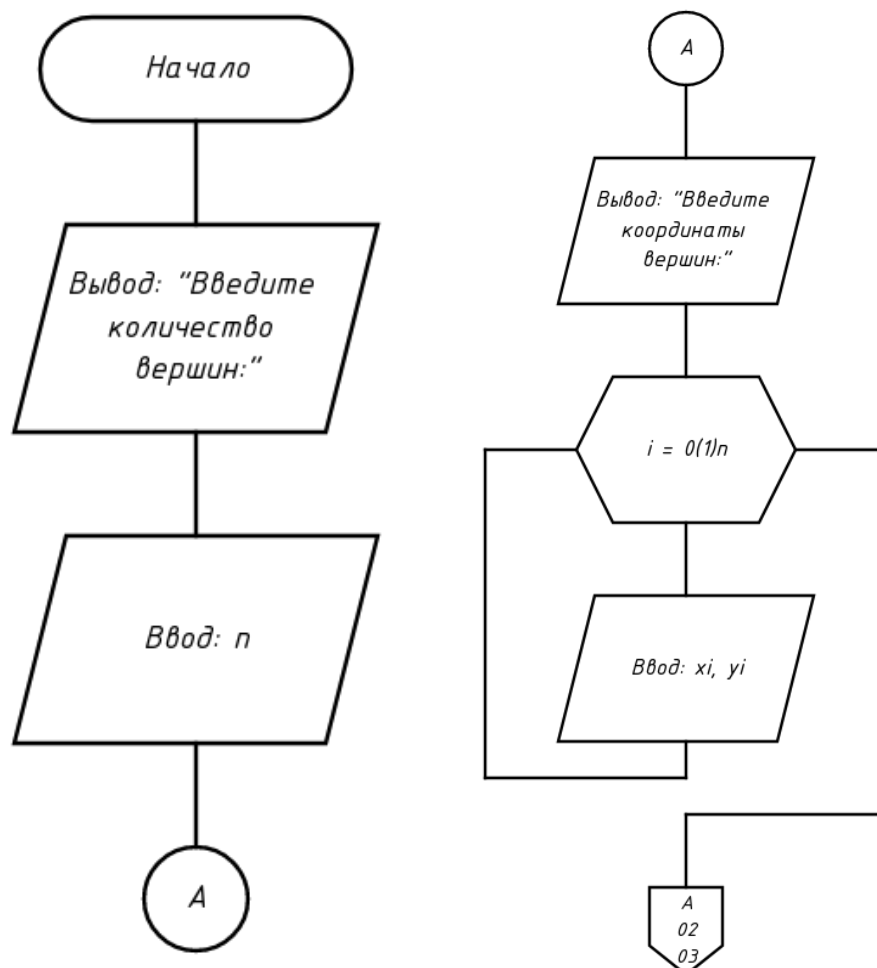 Начало
Вывод: "Введите
количество
вершин:"
Ввод: n
А
А
Вывод: "Введите
координаты
вершин:"
i = 0(1)n
Ввод: xi, yi
А
02
03